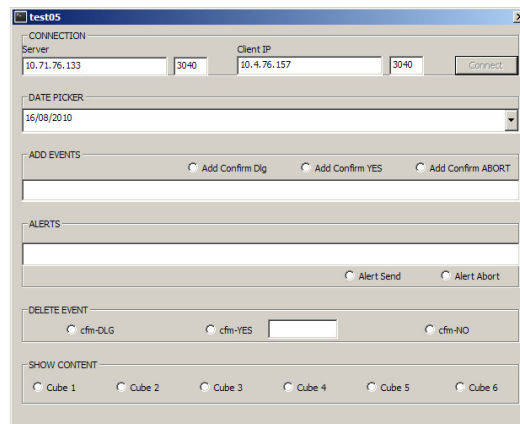 test05
CONNECTION
Server Client IP
10.71.76.133 3040 10.4.76.157 3040 Connect
DATE PICKER
16/08/2010
ADD EVENTS
Add Confirm Dlg Add Confirm YES Add Confirm ABORT
ALERTS
Alert Send Alert Abort
DELETE EVENT
cfm-DLG cfm-YES cfm-NO
SHOW CONTENT
Cube 1 Cube 2 Cube 3 Cube 4 Cube 5 Cube 6